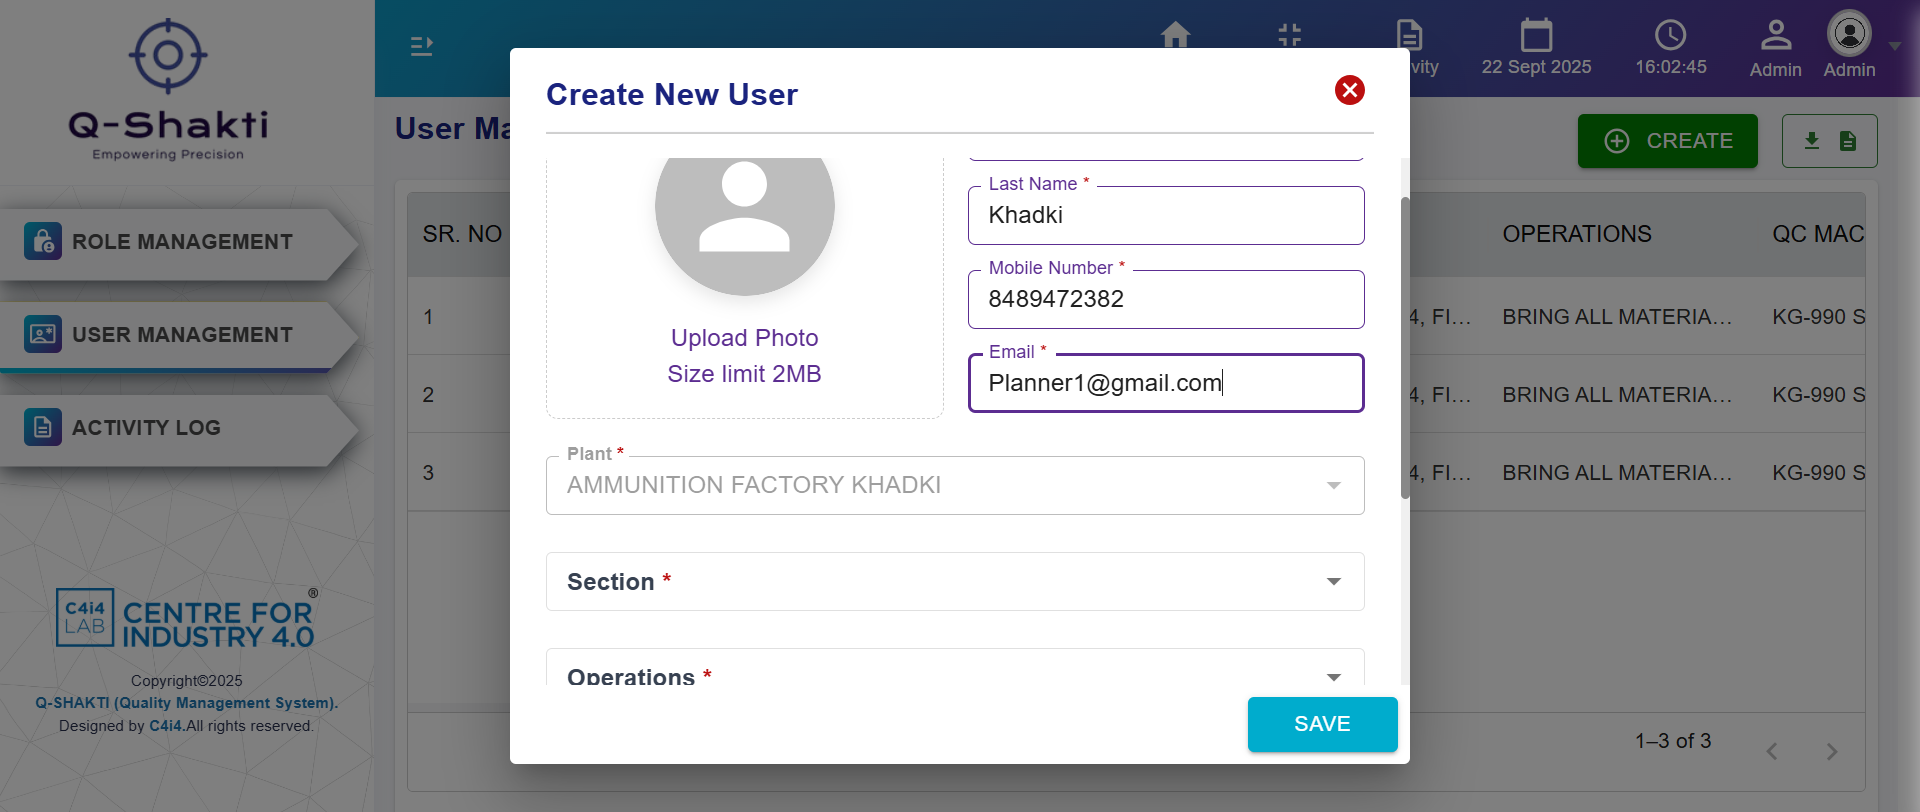 Q-Shakti
Empowering Precision
ROLE MANAGEMENT
USER MANAGEMENT
ACTIVITY LOG
C4i4
LAB
CENTRE FOR
INDUSTRY 4.0
®
Copyright©2025
Q-SHAKTI (Quality Management System).
Designed by C4i4.All rights reserved.
vity
22 Sept 2025
16:02:45
Admin
Admin
User Ma
CREATE
SR. NO
OPERATIONS
QC MAC
1
4, FI...
BRING ALL MATERIA...
KG-990 S
2
4, FI...
BRING ALL MATERIA...
KG-990 S
3
4, FI...
BRING ALL MATERIA...
KG-990 S
1–3 of 3
Create New User
Upload Photo
Size limit 2MB
Last Name *
Khadki
Mobile Number *
8489472382
Email *
Planner1@gmail.com
Plant *
AMMUNITION FACTORY KHADKI
Section *
Operations *
SAVE